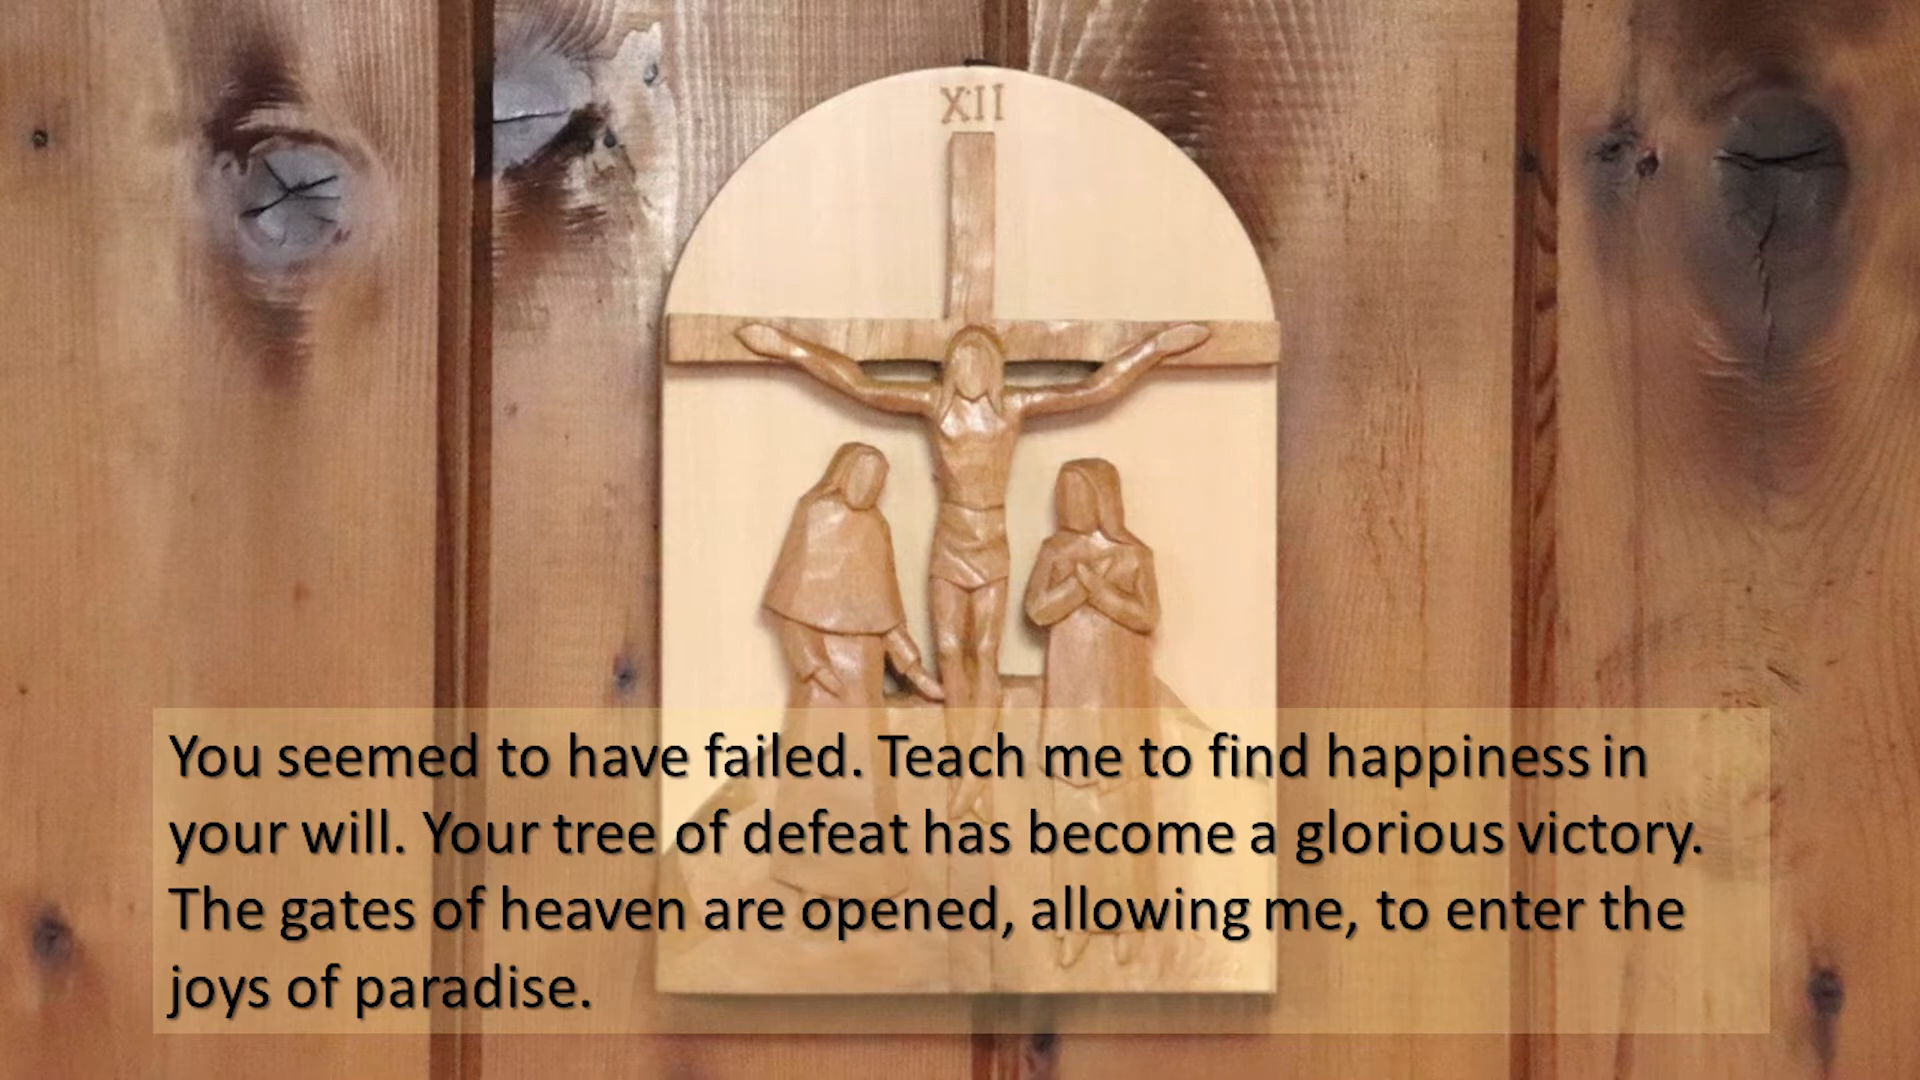 XII
You seemed to have failed. Teach me to find happiness in
your will. Your tree of defeat has become a glorious victory.
The gates of heaven are opened, allowing me, to enter the
joys of paradise.